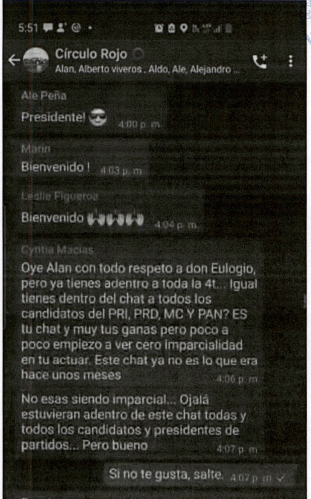 5:51
Círculo Rojo
Alan, Alberto viveros , Aldo, Ale, Alejandro ...
Ale Peña
Presidente! 😎
4:00 p. m.
Marin
Bienvenido ! 4:03 p. m.
Leslie Figueroa
Bienvenido 🙌🙌🙌🙌 4:04 p. m.
Cyntia Macias
Oye Alan con todo respeto a don Eulogio,
pero ya tienes adentro a toda la 4t... Igual
tienes dentro del chat a todos los
candidatos del PRI, PRD, MC Y PAN? ES
tu chat y muy tus ganas pero poco a
poco empiezo a ver cero imparcialidad
en tu actuar. Este chat ya no es lo que era
hace unos meses
4:06 p. m.
No esas siendo imparcial... Ojalá
estuvieran adentro de este chat todas y
todos los candidatos y presidentes de
partidos... Pero bueno 4:07 p. m.
Si no te gusta, salte. 4:07 p. m.